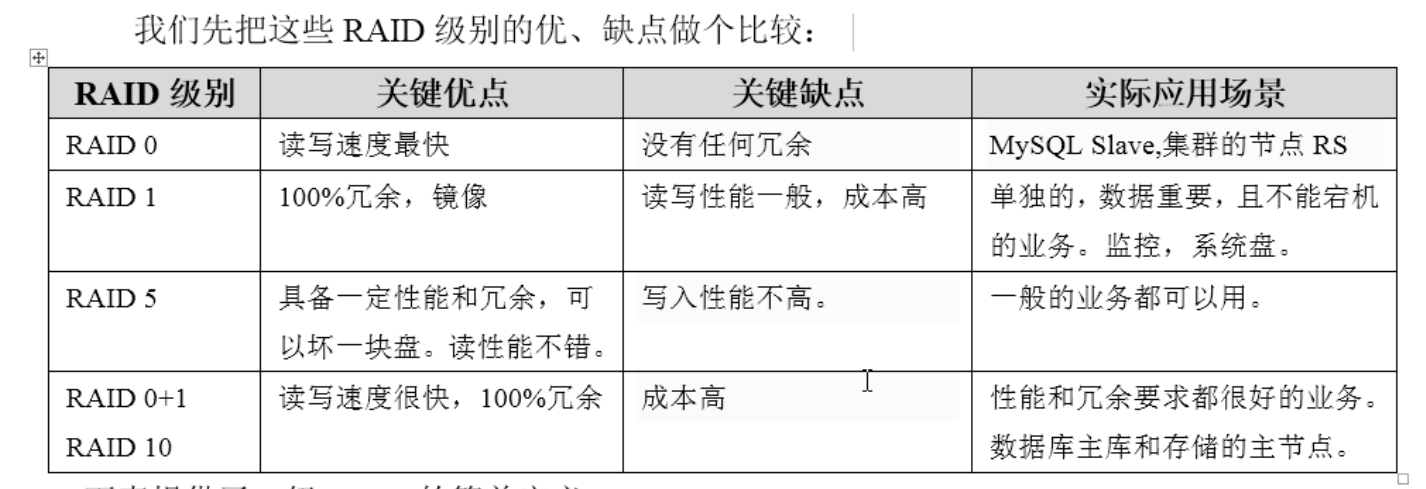 我们先把这些 RAID 级别的优、缺点做个比较：
RAID 级别 关键优点 关键缺点 实际应用场景
RAID 0 读写速度最快 没有任何冗余 MySQL Slave,集群的节点 RS
RAID 1 100%冗余，镜像 读写性能一般，成本高 单独的，数据重要，且不能宕机
的业务。监控，系统盘。
RAID 5 具备一定性能和冗余，可 写入性能不高。 一般的业务都可以用。
以坏一块盘。读性能不错。
RAID 0+1 读写速度很快，100%冗余 成本高 性能和冗余要求都很好的业务。
RAID 10 数据库主库和存储的主节点。